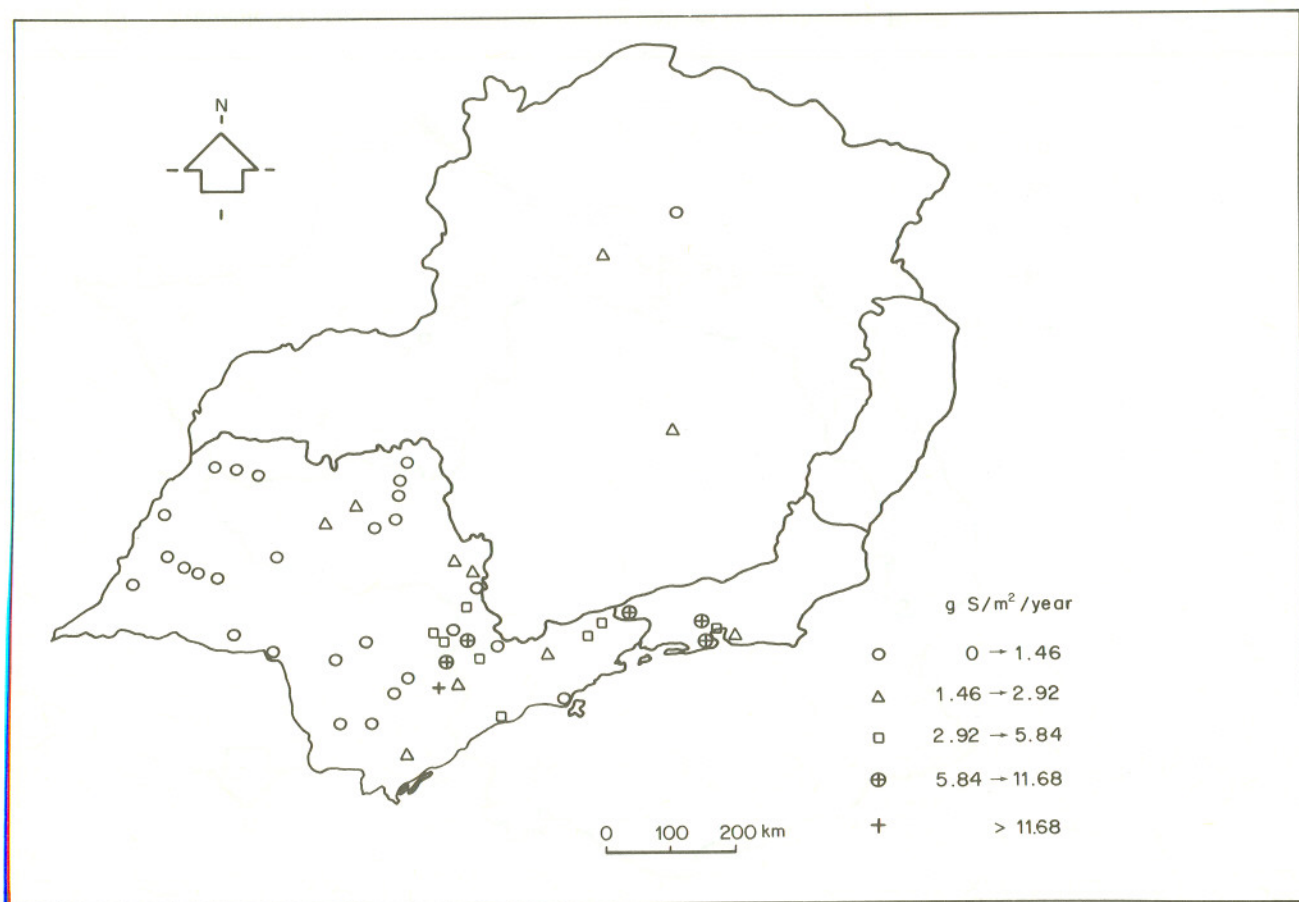 N
g S/m²/year
0 → 1.46
1.46 → 2.92
2.92 → 5.84
5.84 → 11.68
> 11.68
0 100 200 km